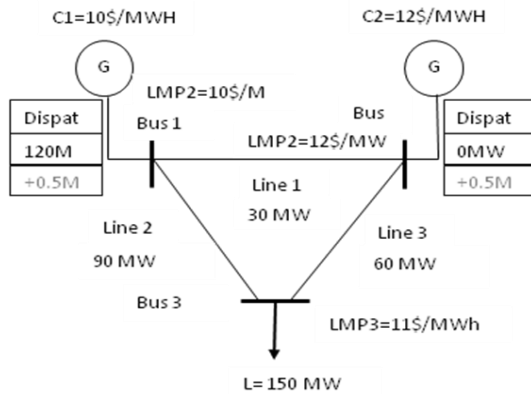 C1=10$/MWH
C2=12$/MWH
G
G
LMP2=10$/M
Dispat
Bus 1
Bus
Dispat
120M
LMP2=12$/MW
0MW
+0.5M
Line 1
+0.5M
Line 2
30 MW
Line 3
90 MW
60 MW
Bus 3
LMP3=11$/MWh
L= 150 MW